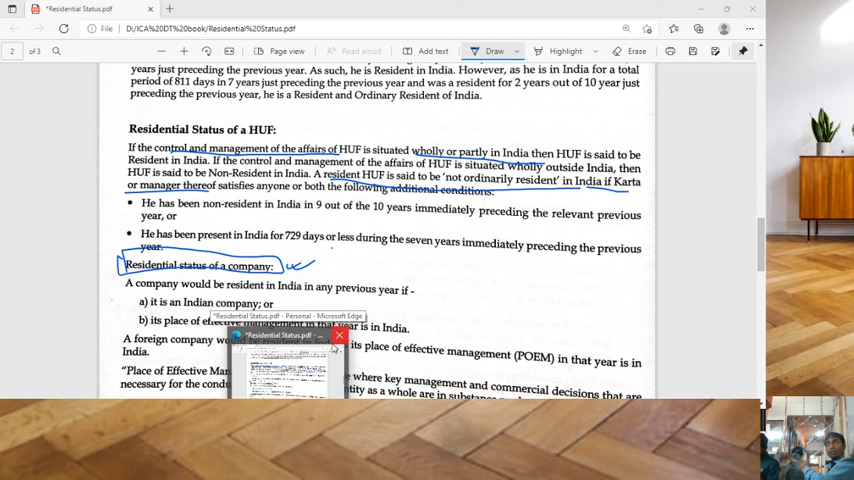 *Residential Status.pdf
File
D:/ICA%20DT%20book/Residential%20Status.pdf
2 of 3
Page view
Read aloud
Add text
Draw
Highlight
Erase
years just preceding the previous year. As such, he is Resident in India. However, as he is in India for a total
period of 811 days in 7 years just preceding the previous year and was a resident for 2 years out of 10 year just
preceding the previous year, he is a Resident and Ordinary Resident of India.
Residential Status of a HUF:
If the control and management of the affairs of HUF is situated wholly or partly in India then HUF is said to be
Resident in India. If the control and management of the affairs of HUF is situated wholly outside India, then
HUF is said to be Non-Resident in India. A resident HUF is said to be 'not ordinarily resident' in India if Karta
or manager thereof satisfies anyone or both the following additional conditions:
• He has been non-resident in India in 9 out of the 10 years immediately preceding the relevant previous
year, or
• He has been present in India for 729 days or less during the seven years immediately preceding the previous
year.
Residential status of a company:
A company would be resident in India in any previous year if -
a) it is an Indian company; or
*Residential Status.pdf - Personal - Microsoft Edge
b) its place of effective management in that year is in India.
*Residential Status.pdf - ...
A foreign company would be its place of effective management (POEM) in that year is in
India.
"Place of Effective Man where key management and commercial decisions that are
necessary for the condu tity as a whole are in substance